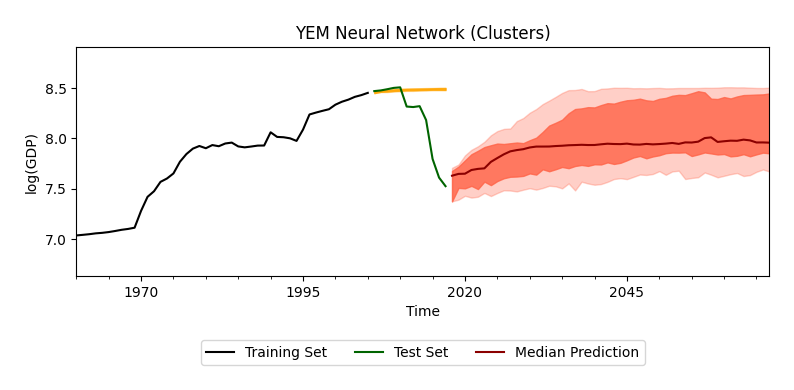 YEM Neural Network (Clusters)
log(GDP)
8.5
8.0
7.5
7.0
1970 1995 2020 2045
Time
Training Set Test Set Median Prediction